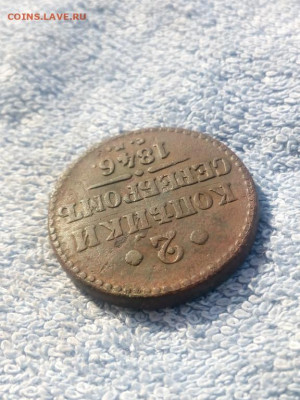 COINS.LAVE.RU
2
КОПѢЙКИ
СЕРЕБРОМЪ
1846